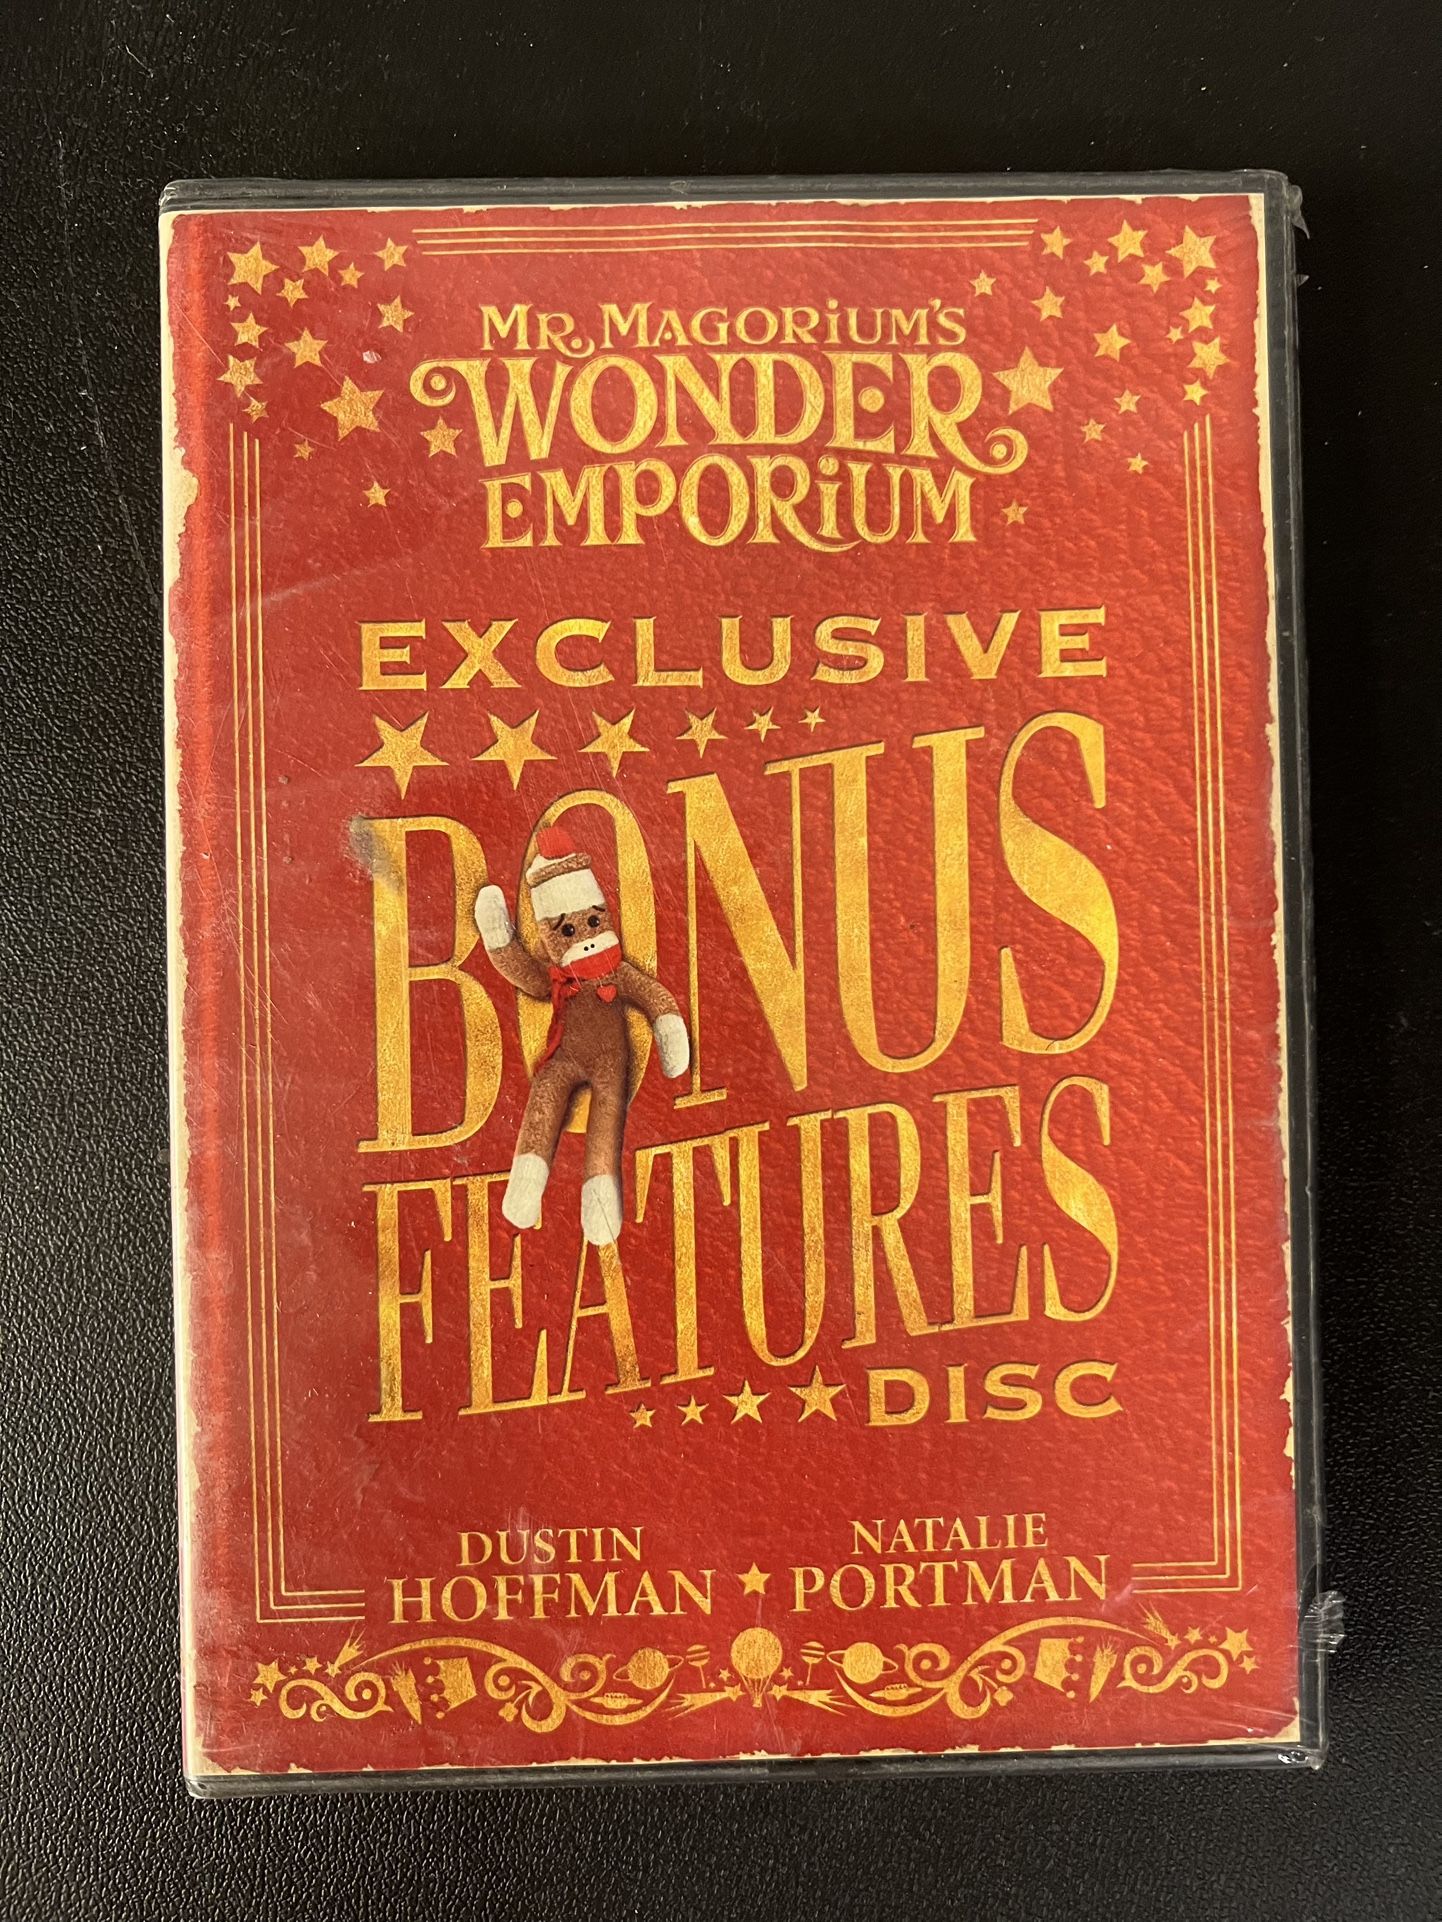 MR. MAGORiUM'S
WONDER
EMPORiUM
EXCLUSIVE
BONUS
FEATURES
DISC
DUSTIN
HOFFMAN
NATALIE
PORTMAN